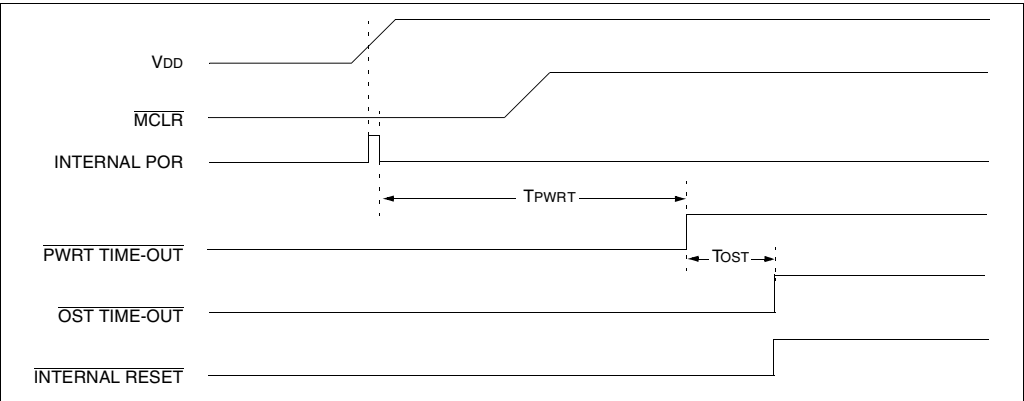 VDD
MCLR
INTERNAL POR
TPWRT
PWRT TIME-OUT
TOST
OST TIME-OUT
INTERNAL RESET